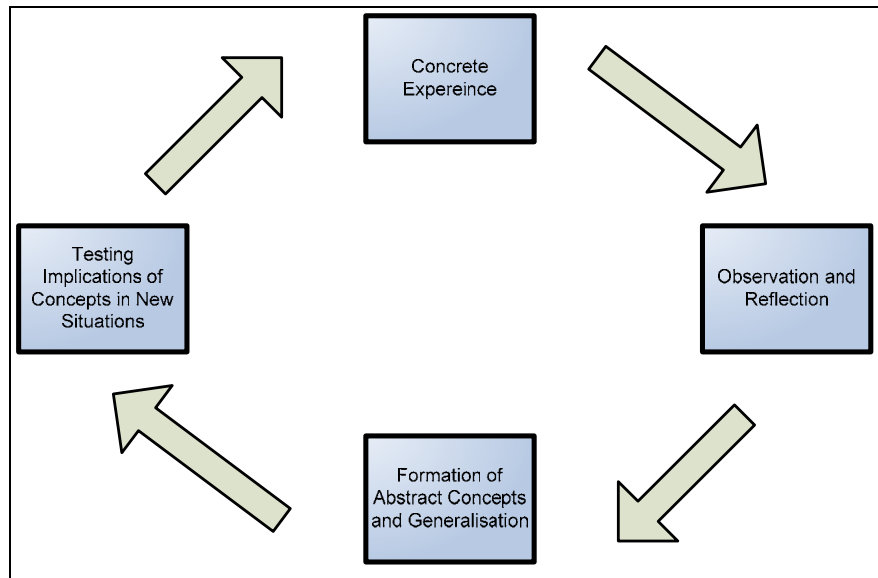 Concrete
Expereince
Observation and
Reflection
Formation of
Abstract Concepts
and Generalisation
Testing
Implications of
Concepts in New
Situations